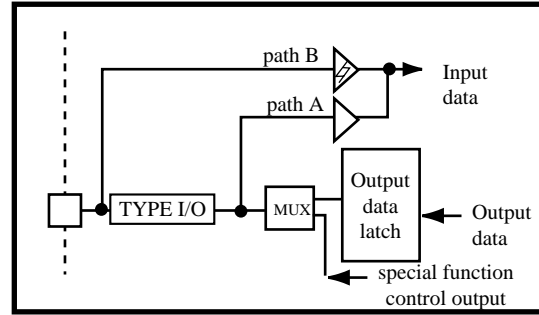 path B
Input
data
path A
TYPE I/O
MUX
Output
data
latch
Output
data
special function
control output